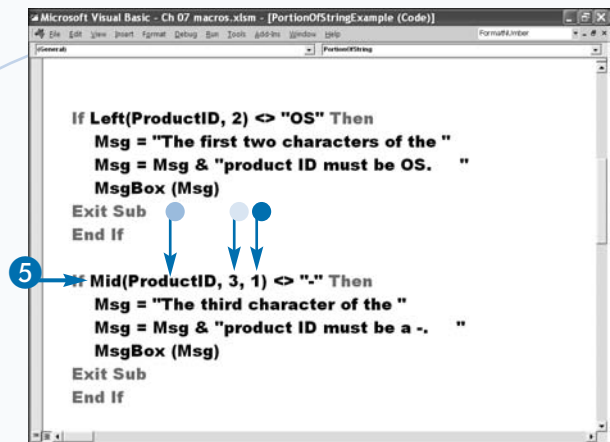 Microsoft Visual Basic - Ch 07 macros.xlsm - [PortionOfStringExample (Code)]
File Edit View Insert Format Debug Run Tools Add-Ins Window Help FormatNumber
(General) PortionOfString
If Left(ProductID, 2) <> "OS" Then
Msg = "The first two characters of the "
Msg = Msg & "product ID must be OS.    "
MsgBox (Msg)
Exit Sub
End If
5
If Mid(ProductID, 3, 1) <> "-" Then
Msg = "The third character of the "
Msg = Msg & "product ID must be a -.    "
MsgBox (Msg)
Exit Sub
End If